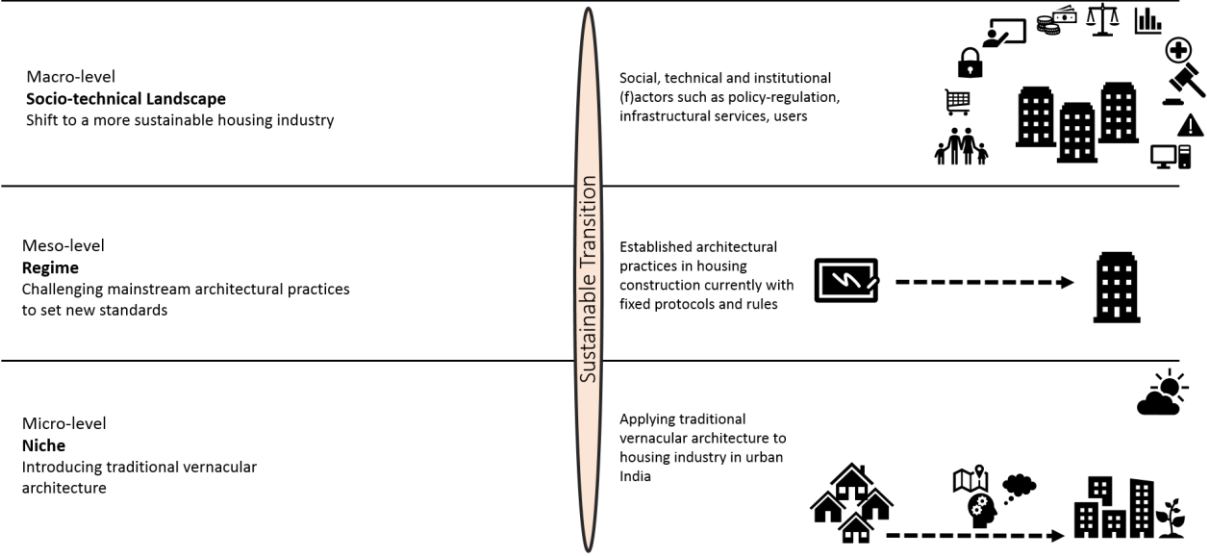 Macro-level
Socio-technical Landscape
Shift to a more sustainable housing industry
Social, technical and institutional
(f)actors such as policy-regulation,
infrastructural services, users
Sustainable Transition
Meso-level
Regime
Challenging mainstream architectural practices
to set new standards
Established architectural
practices in housing
construction currently with
fixed protocols and rules
Micro-level
Niche
Introducing traditional vernacular
architecture
Applying traditional
vernacular architecture to
housing industry in urban
India